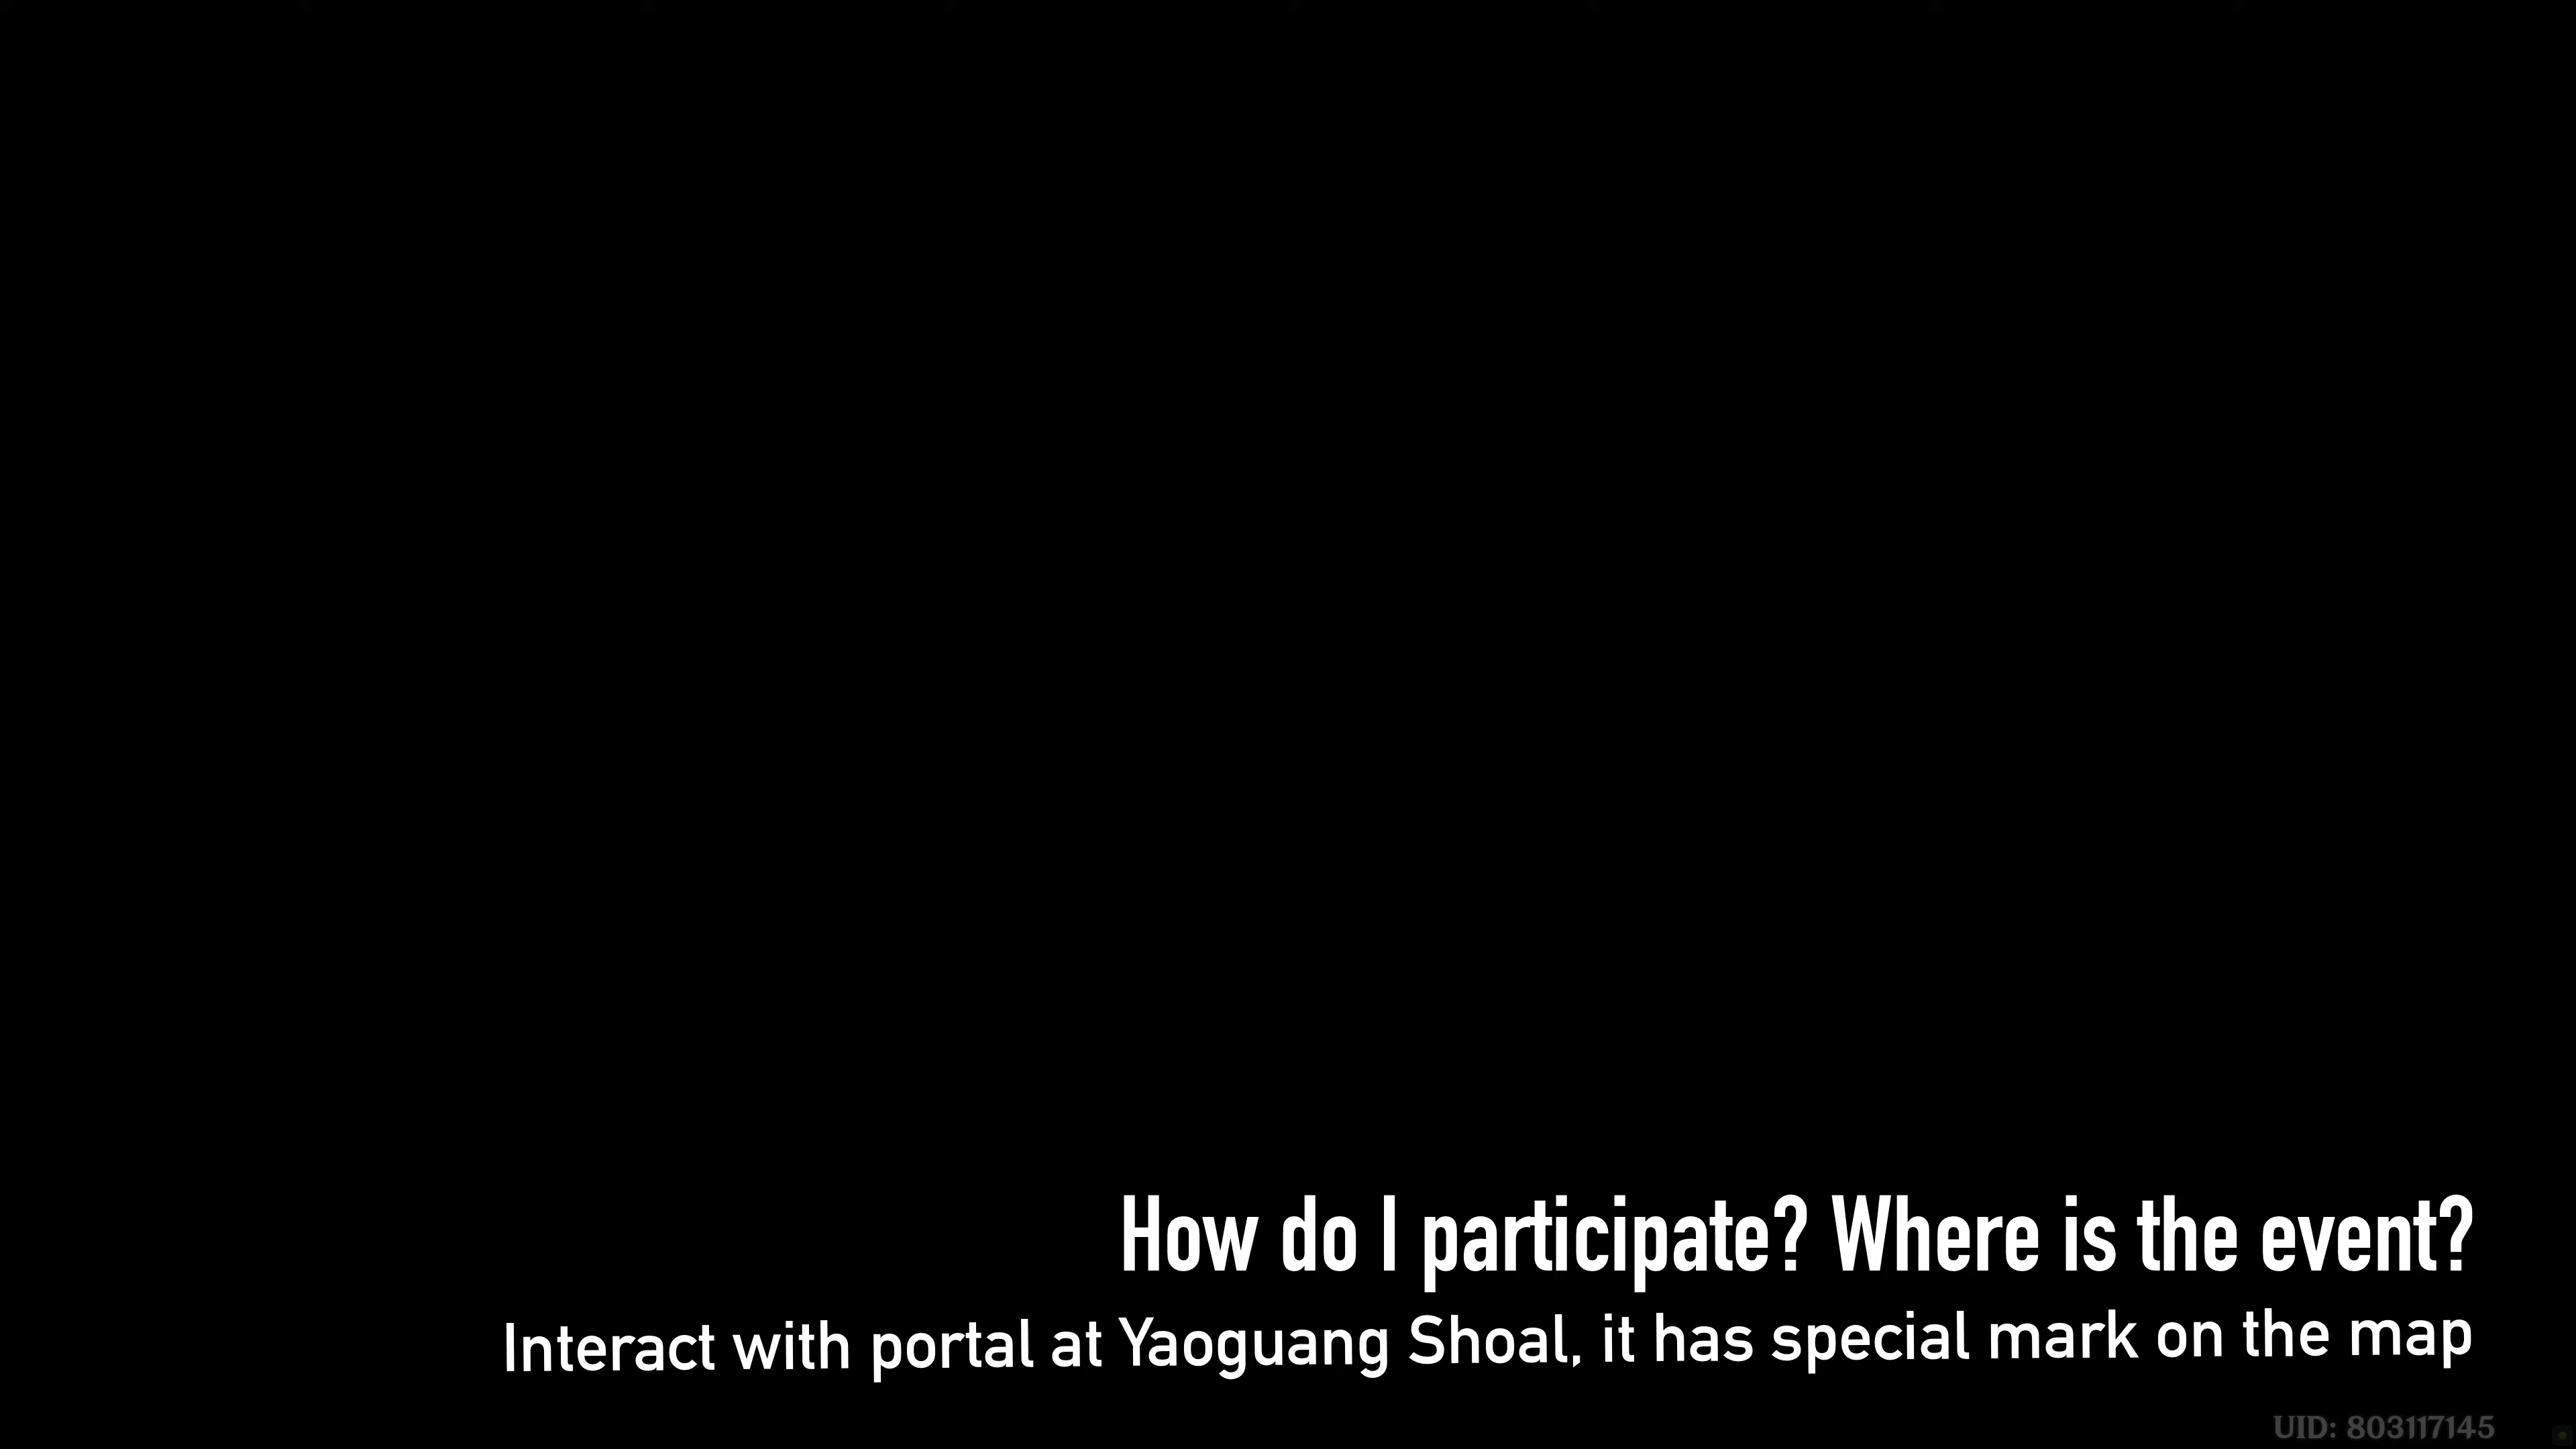 How do I participate? Where is the event?
Interact with portal at Yaoguang Shoal, it has special mark on the map
UID: 803117145